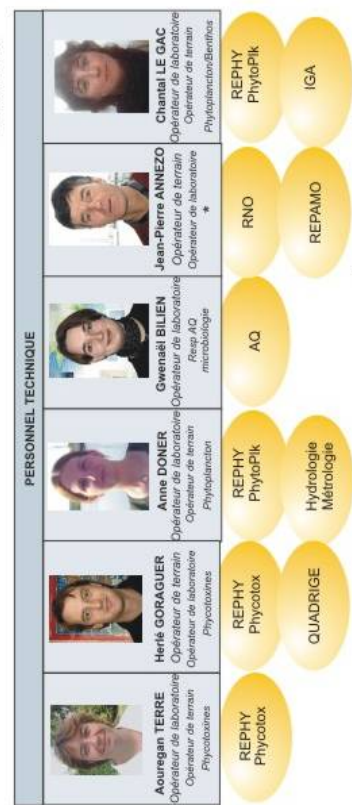 PERSONNEL TECHNIQUE
Aouregan TERRE
Opérateur de laboratoire
Opérateur de terrain
Phycotoxines
REPHY
Phycotox
Herlé GORAGUER
Opérateur de terrain
Opérateur de laboratoire
Phycotoxines
REPHY
Phycotox
QUADRIGE
Anne DONER
Opérateur de laboratoire
Opérateur de terrain
Phytoplancton
REPHY
PhytoPlk
Hydrologie
Métrologie
Gwenaël BILIEN
Opérateur de laboratoire
Resp AQ
microbiologie
AQ
Jean-Pierre ANNEZO
Opérateur de terrain
Opérateur de laboratoire
*
RNO
REPAMO
Chantal LE GAC
Opérateur de laboratoire
Opérateur de terrain
Phytoplancton/Benthos
REPHY
PhytoPlk
IGA